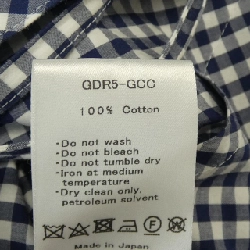 GDR5-GCC
100% Cotton
•Do not wash
•Do not bleach
•Do not tumble dry
•Iron at medium
temperature
•Dry clean only,
petroleum solvent
Made in Japan